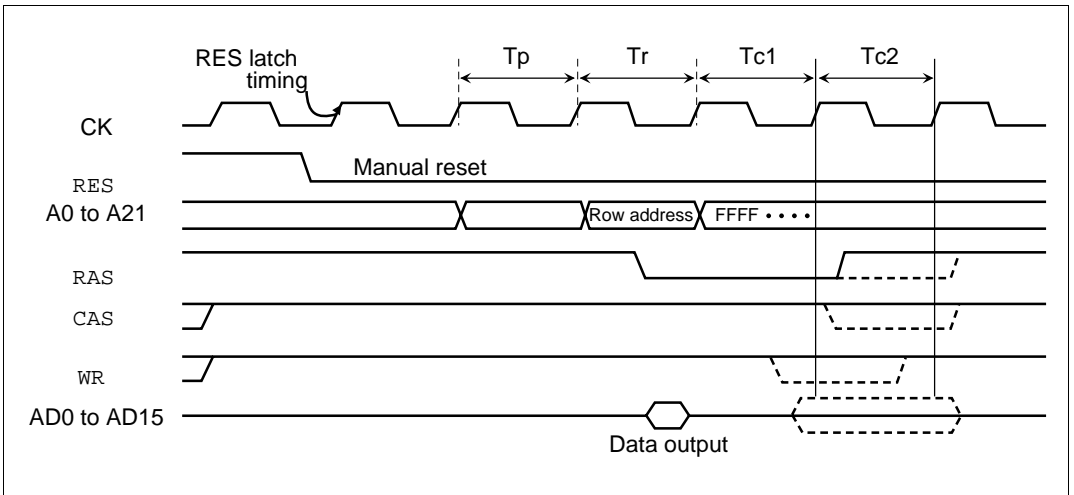 RES latch
timing
Tp
Tr
Tc1
Tc2
CK
RES
Manual reset
A0 to A21
Row address
FFFF ····
RAS
CAS
WR
AD0 to AD15
Data output